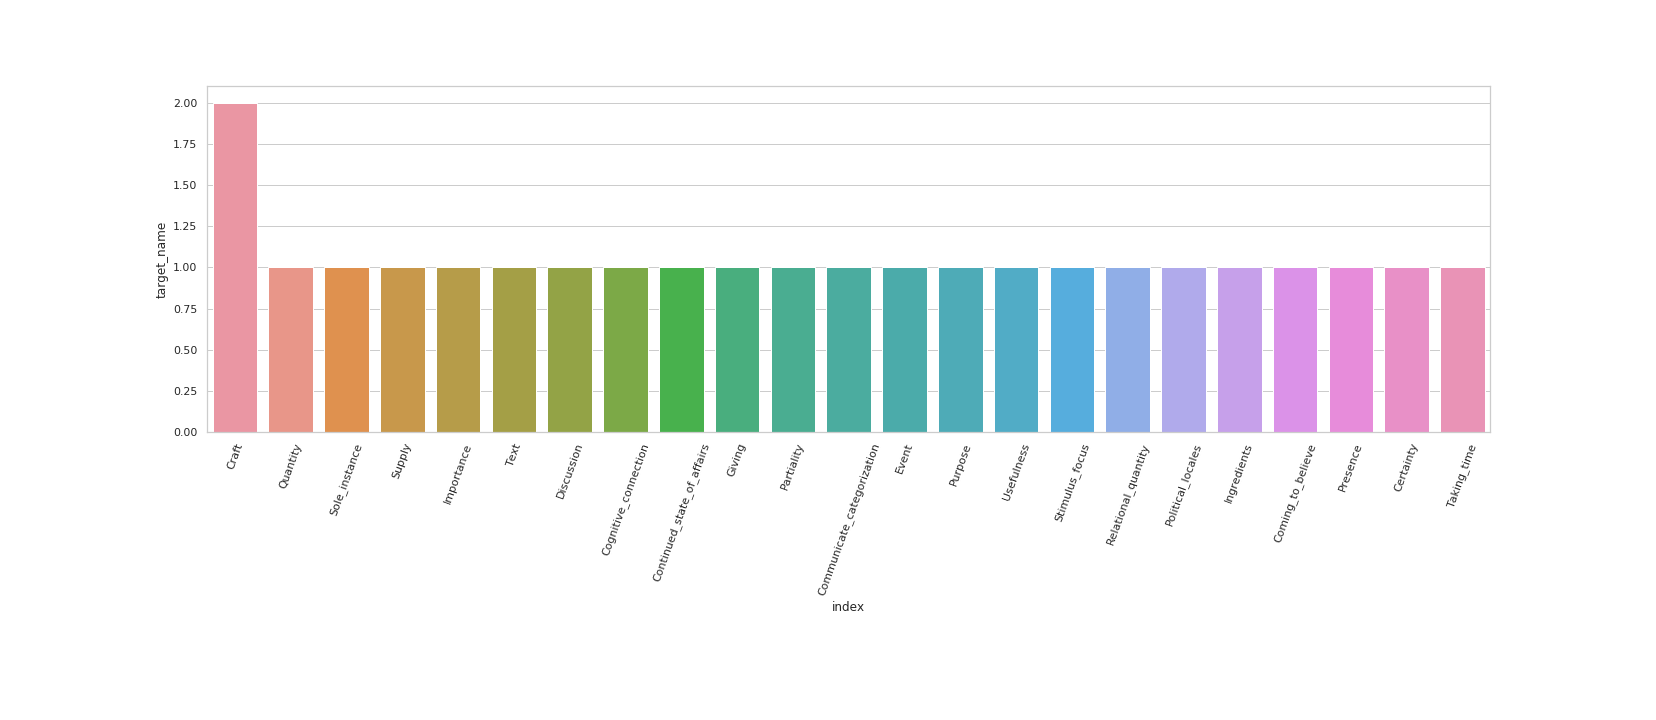 2.00
1.75
1.50
1.25
1.00
0.75
0.50
0.25
0.00
target_name
Craft
Quantity
Sole_instance
Supply
Importance
Text
Discussion
Cognitive_connection
Continued_state_of_affairs
Giving
Partiality
Communicate_categorization
Event
Purpose
Usefulness
Stimulus_focus
Relational_quantity
Political_locales
Ingredients
Coming_to_believe
Presence
Certainty
Taking_time
index